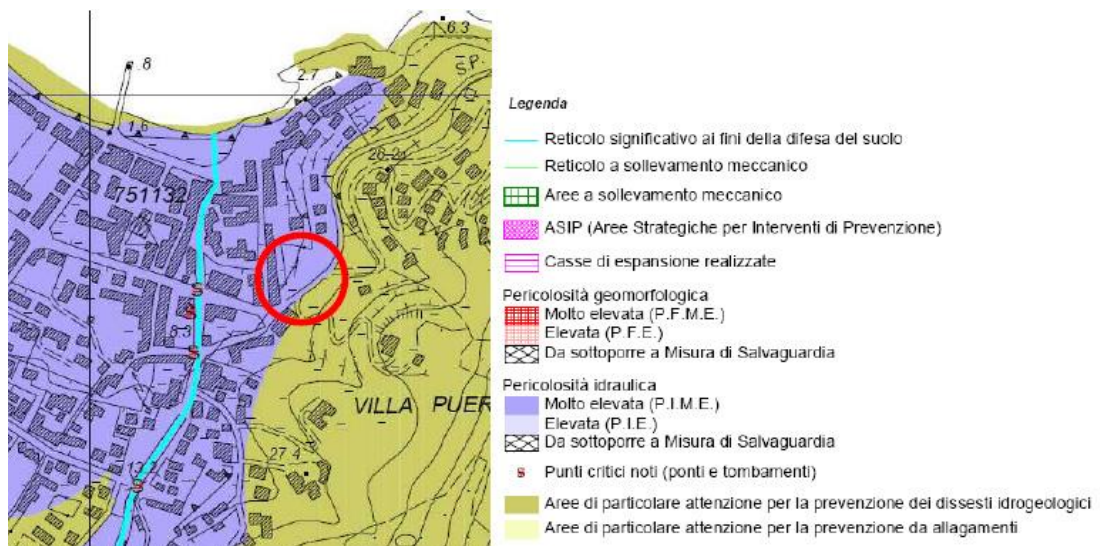 6.3
.8
2.7
SP
1.6
26.2
751132
8.3
VILLA PUER
27.4
Legenda
Reticolo significativo ai fini della difesa del suolo
Reticolo a sollevamento meccanico
Aree a sollevamento meccanico
ASIP (Aree Strategiche per Interventi di Prevenzione)
Casse di espansione realizzate
Pericolosità geomorfologica
Molto elevata (P.F.M.E.)
Elevata (P.F.E.)
Da sottoporre a Misura di Salvaguardia
Pericolosità idraulica
Molto elevata (P.I.M.E.)
Elevata (P.I.E.)
Da sottoporre a Misura di Salvaguardia
S Punti critici noti (ponti e tombamenti)
Aree di particolare attenzione per la prevenzione dei dissesti idrogeologici
Aree di particolare attenzione per la prevenzione da allagamenti